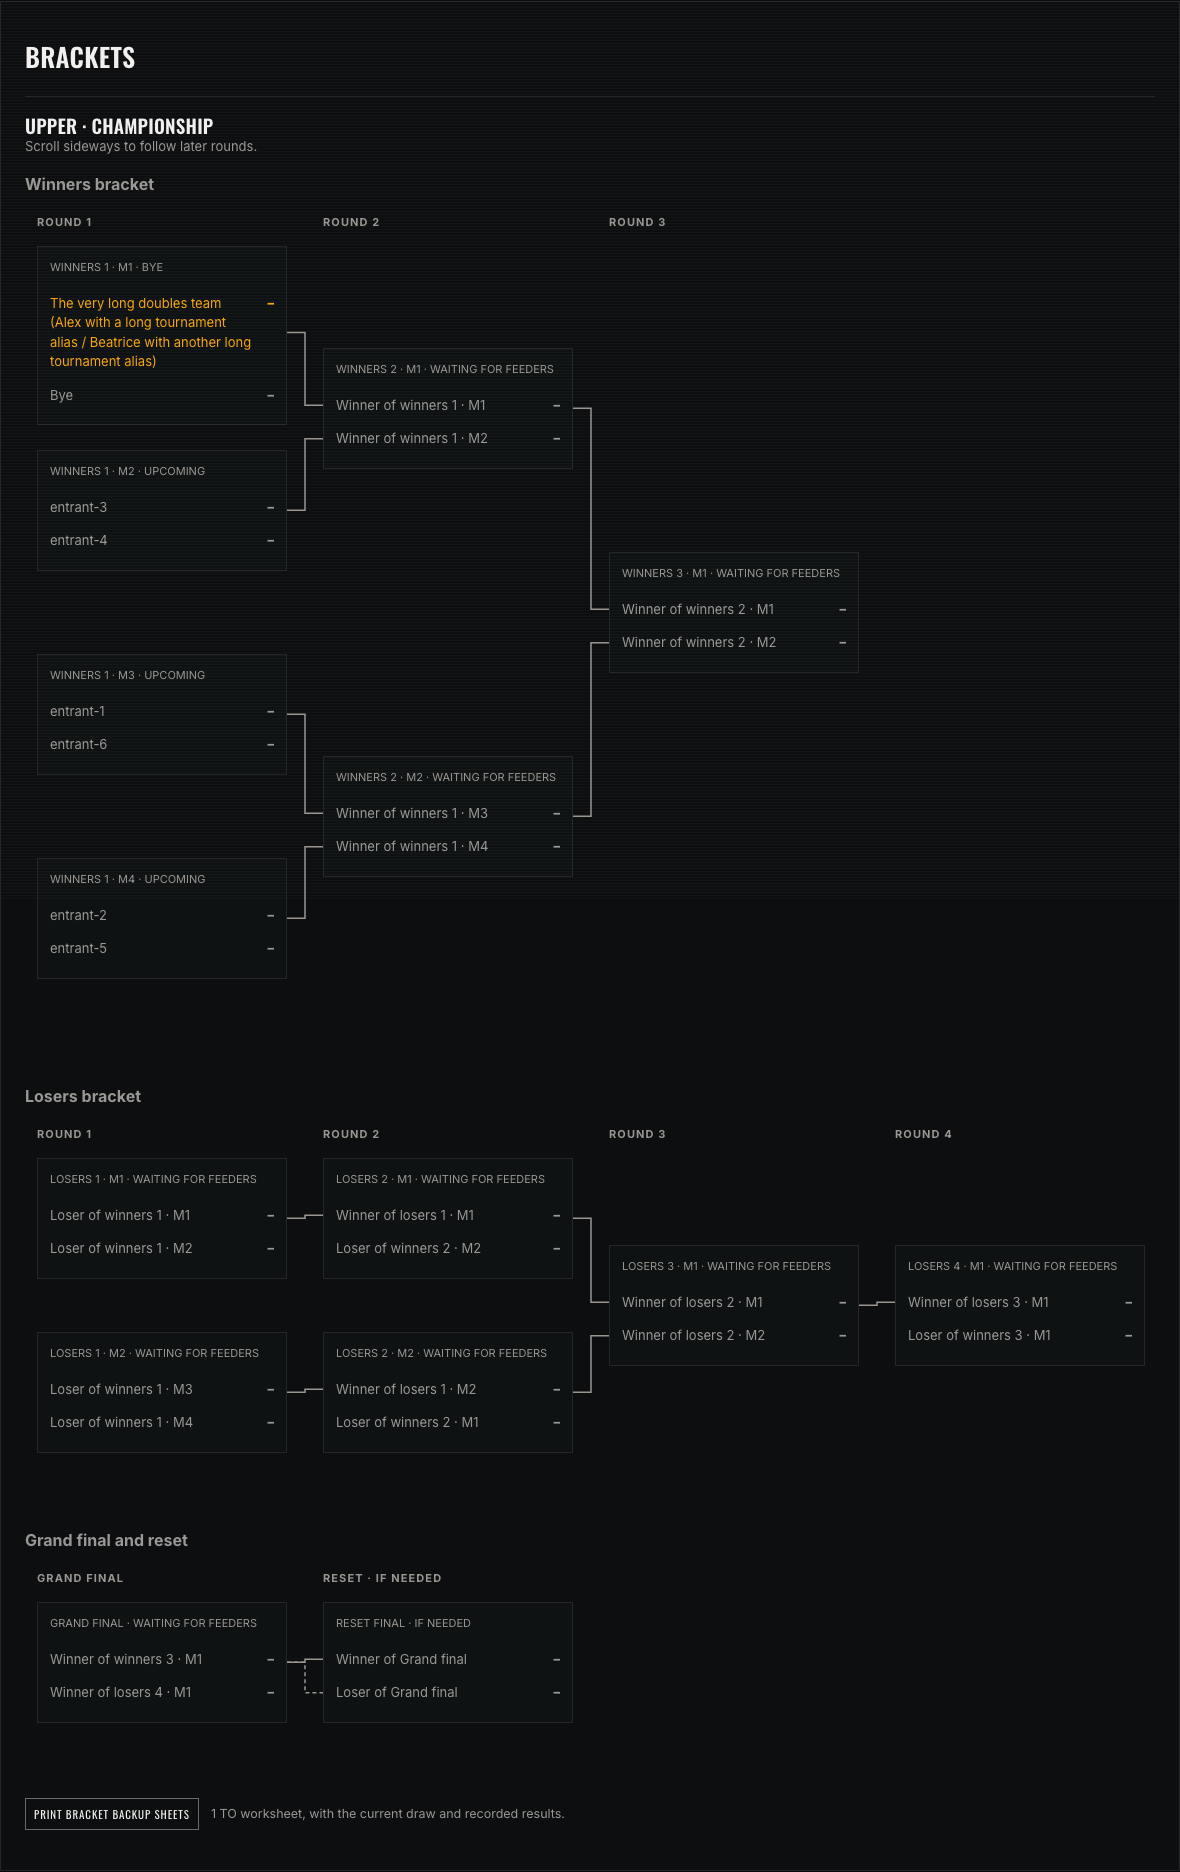 BRACKETS
UPPER · CHAMPIONSHIP
Scroll sideways to follow later rounds.
Winners bracket
ROUND 1
WINNERS 1 · M1 · BYE
The very long doubles team –
(Alex with a long tournament
alias / Beatrice with another long
tournament alias)
Bye –
WINNERS 1 · M2 · UPCOMING
entrant-3 –
entrant-4 –
WINNERS 1 · M3 · UPCOMING
entrant-1 –
entrant-6 –
WINNERS 1 · M4 · UPCOMING
entrant-2 –
entrant-5 –
ROUND 2
WINNERS 2 · M1 · WAITING FOR FEEDERS
Winner of winners 1 · M1 –
Winner of winners 1 · M2 –
WINNERS 2 · M2 · WAITING FOR FEEDERS
Winner of winners 1 · M3 –
Winner of winners 1 · M4 –
ROUND 3
WINNERS 3 · M1 · WAITING FOR FEEDERS
Winner of winners 2 · M1 –
Winner of winners 2 · M2 –
Losers bracket
ROUND 1
LOSERS 1 · M1 · WAITING FOR FEEDERS
Loser of winners 1 · M1 –
Loser of winners 1 · M2 –
LOSERS 1 · M2 · WAITING FOR FEEDERS
Loser of winners 1 · M3 –
Loser of winners 1 · M4 –
ROUND 2
LOSERS 2 · M1 · WAITING FOR FEEDERS
Winner of losers 1 · M1 –
Loser of winners 2 · M2 –
LOSERS 2 · M2 · WAITING FOR FEEDERS
Winner of losers 1 · M2 –
Loser of winners 2 · M1 –
ROUND 3
LOSERS 3 · M1 · WAITING FOR FEEDERS
Winner of losers 2 · M1 –
Winner of losers 2 · M2 –
ROUND 4
LOSERS 4 · M1 · WAITING FOR FEEDERS
Winner of losers 3 · M1 –
Loser of winners 3 · M1 –
Grand final and reset
GRAND FINAL
GRAND FINAL · WAITING FOR FEEDERS
Winner of winners 3 · M1 –
Winner of losers 4 · M1 –
RESET · IF NEEDED
RESET FINAL · IF NEEDED
Winner of Grand final –
Loser of Grand final –
PRINT BRACKET BACKUP SHEETS
1 TO worksheet, with the current draw and recorded results.